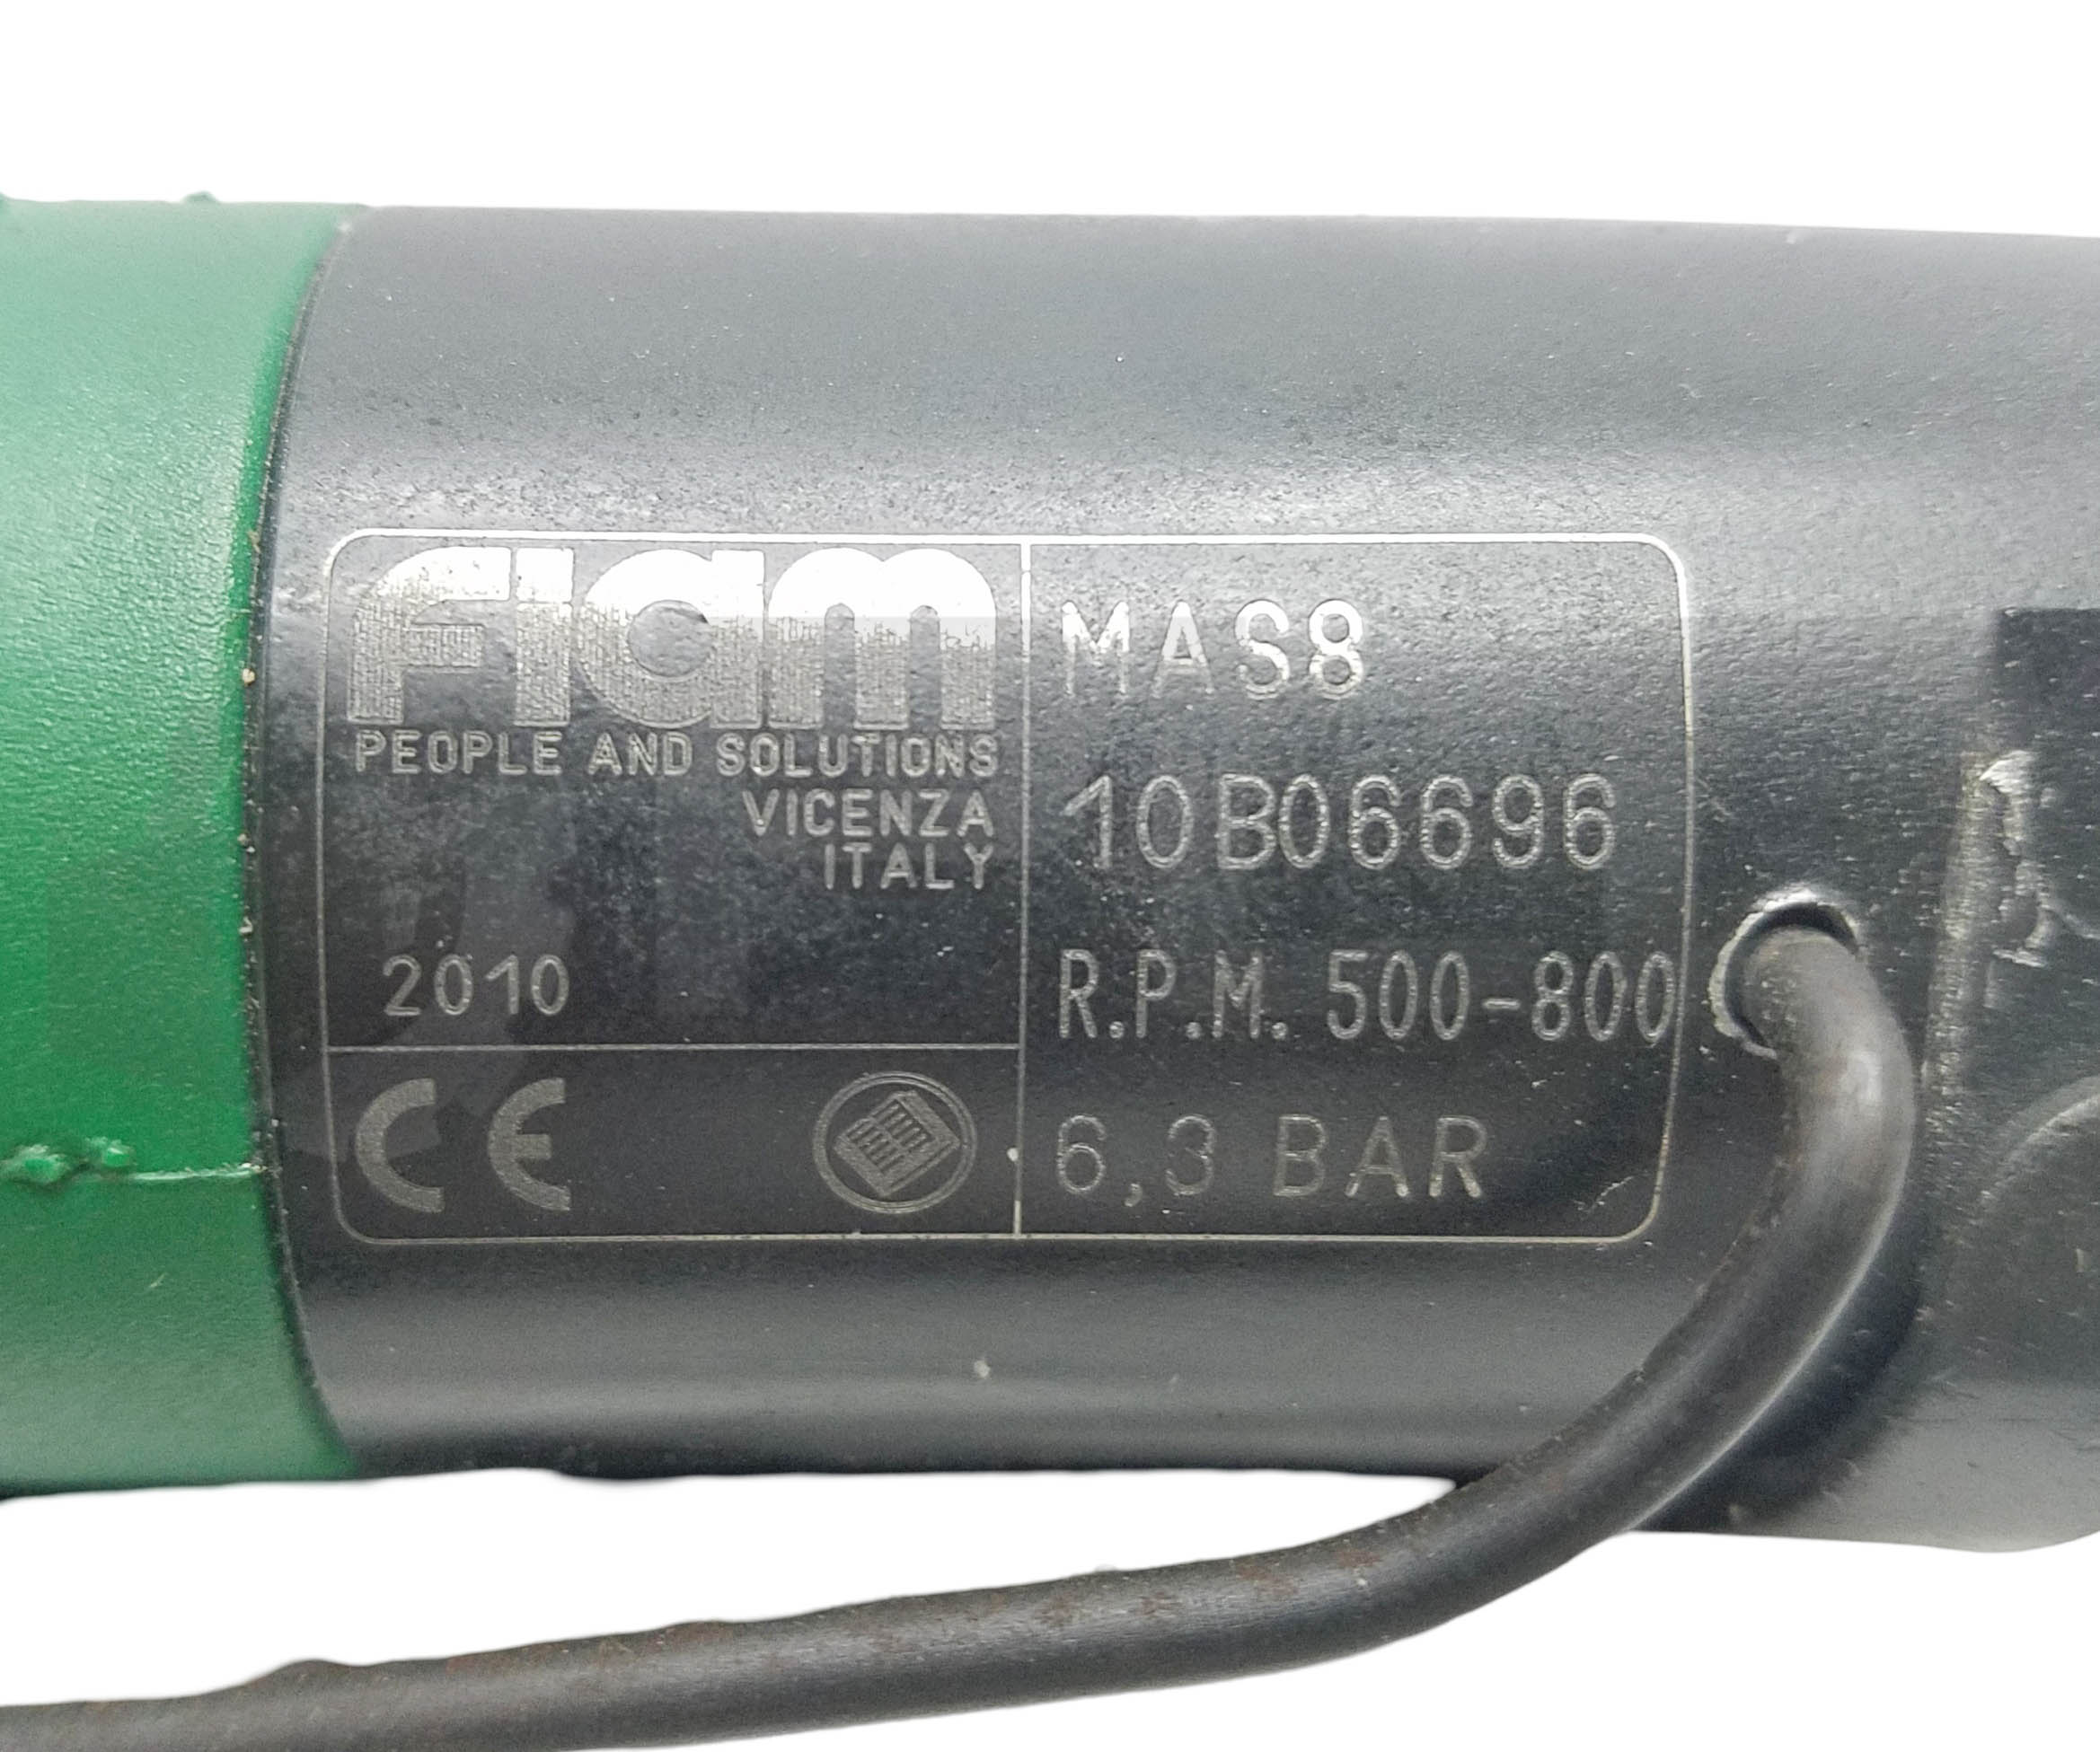 Fiam
PEOPLE AND SOLUTIONS
VICENZA
ITALY
2010
CE
MAS8
10B06696
R.P.M. 500-800
6,3 BAR